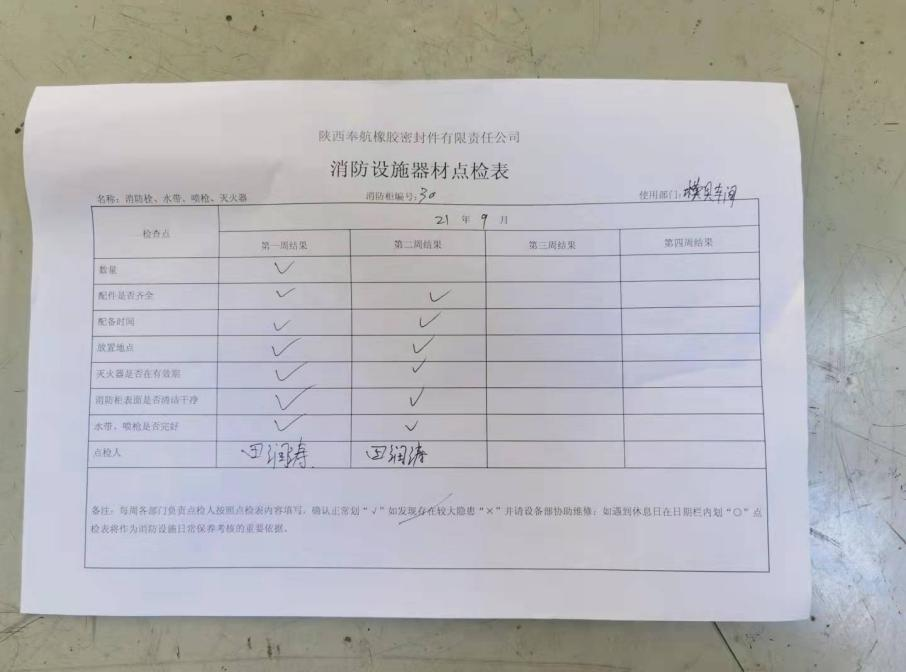 陕西奉航橡胶密封件有限责任公司
消防设施器材点检表
名称：消防栓、水带、喷枪、灭火器 消防柜编号：30 使用部门：模具车间
检查点 21 年 9 月
第一周结果 第二周结果 第三周结果 第四周结果
数量 ✓
配件是否齐全 ✓ ✓
配备时间 ✓ ✓
放置地点 ✓ ✓
灭火器是否在有效期 ✓ ✓
消防柜表面是否清洁干净 ✓ ✓
水带、喷枪是否完好 ✓ ✓
点检人 田润涛 田润涛
备注：每周各部门负责点检人按照点检表内容填写，确认正常划“√”如发现存在较大隐患“×”并请设备部协助维修；如遇到休息日在日期栏内划“〇”点
检表将作为消防设施日常保养考核的重要依据。